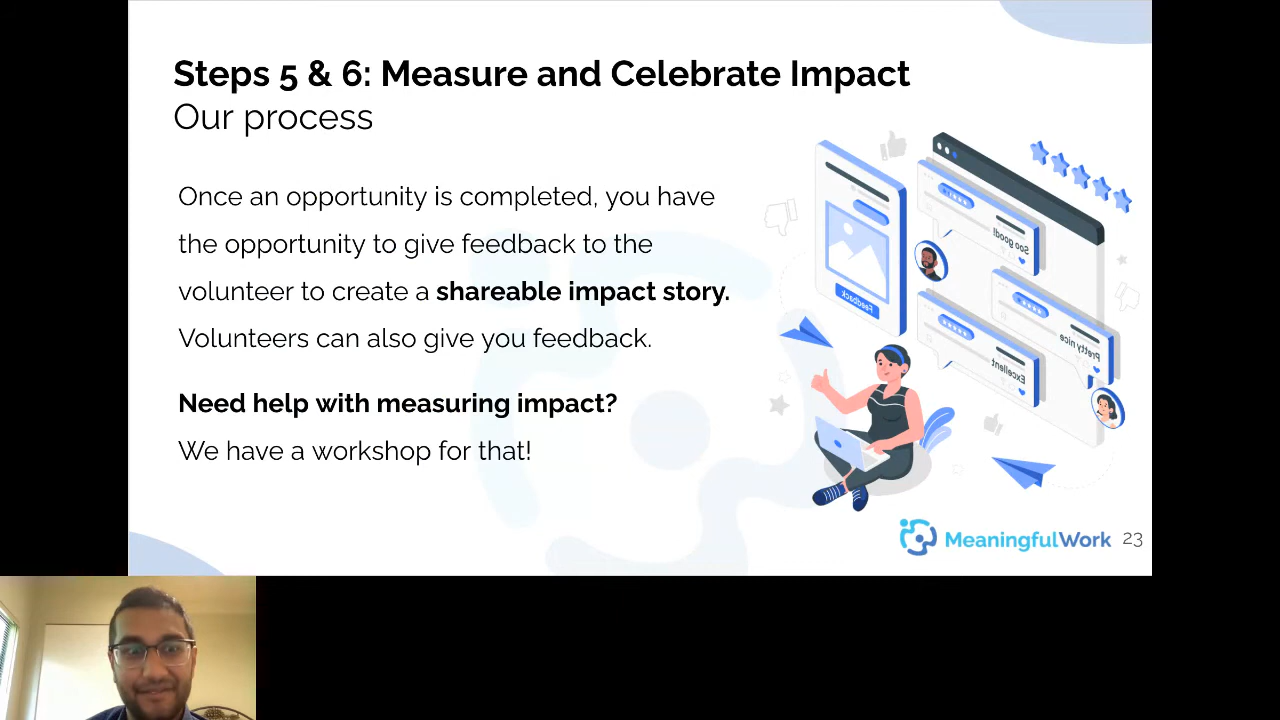 Steps 5 & 6: Measure and Celebrate Impact
Our process
Once an opportunity is completed, you have
the opportunity to give feedback to the
volunteer to create a shareable impact story.
Volunteers can also give you feedback.
Need help with measuring impact?
We have a workshop for that!
Soo good!
Feedback
Pretty nice
Excellent
MeaningfulWork 23